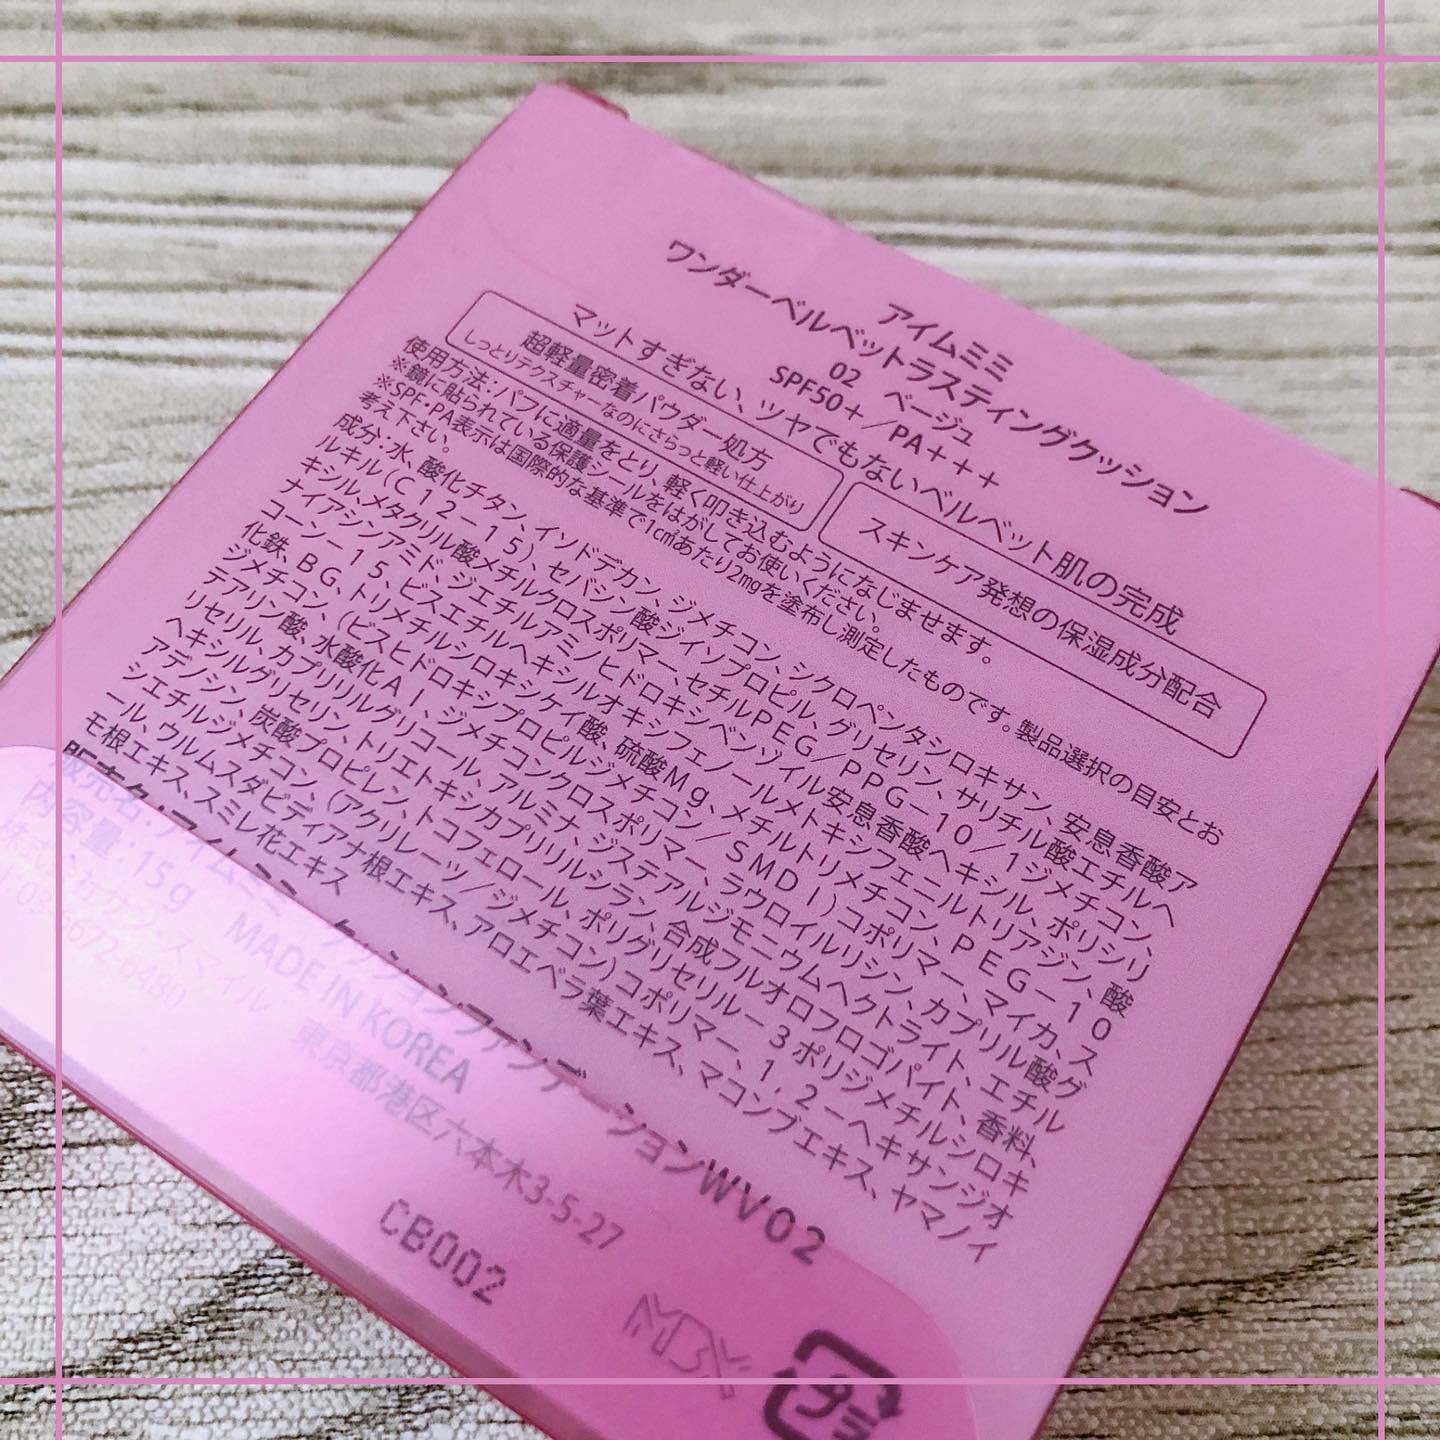 アイムミミ
ワンダーベルベットラスティングクッション
02 ベージュ
SPF50+／PA+++
マットすぎない、ツヤでもないベルベット肌の完成
超軽量密着パウダー処方
しっとりテクスチャーなのにさらっと軽い仕上がり
スキンケア発想の保湿成分配合
使用方法:パフに適量をとり、軽く叩き込むようになじませます。
※鏡に貼られている保護シールをはがしてお使いください。
※SPF・PA表示は国際的な基準で1c㎡あたり2mgを塗布し測定したものです。製品選択の目安とお
考え下さい。
成分:水、酸化チタン、イソドデカン、ジメチコン、シクロペンタシロキサン、安息香酸ア
ルキル(C12-15)、セバシン酸ジイソプロピル、グリセリン、サリチル酸エチルヘ
キシル、メタクリル酸メチルクロスポリマー、セチルPEG／PPG-10／1ジメチコン、
ナイアシンアミド、ジエチルアミノヒドロキシベンゾイル安息香酸ヘキシル、ポリシリ
コーン-15、ビスエチルヘキシルオキシフェノールメトキシフェニルトリアジン、酸
化鉄、BG、トリメチルシロキシケイ酸、硫酸Mg、メチルトリメチコン、PEG-10
ジメチコン、(ビスヒドロキシプロピルジメチコン／SMDI)コポリマー、マイカ、ス
テアリン酸、水酸化Al、ジメチコンクロスポリマー、ラウロイルリシン、カプリル酸グ
リセリル、カプリリルグリコール、アルミナ、ジステアルジモニウムヘクトライト、エチル
ヘキシルグリセリン、トリエトキシカプリリルシラン、合成フルオロフロゴパイト、香料、
アデノシン、炭酸プロピレン、トコフェロール、ポリグリセリル-3ポリジメチルシロキ
シエチルジメチコン、(アクリレーツ／ジメチコン)コポリマー、1,2-ヘキサンジオ
ール、ウルムスダビディアナ根エキス、アロエベラ葉エキス、マコンブエキス、ヤマノイ
モ根エキス、スミレ花エキス
販売名:アイムミミ クッションファンデーションWV02
内容量:15g MADE IN KOREA
株式会社サン・スマイル 東京都港区六本木3-5-27
03-6672-6480
CB002